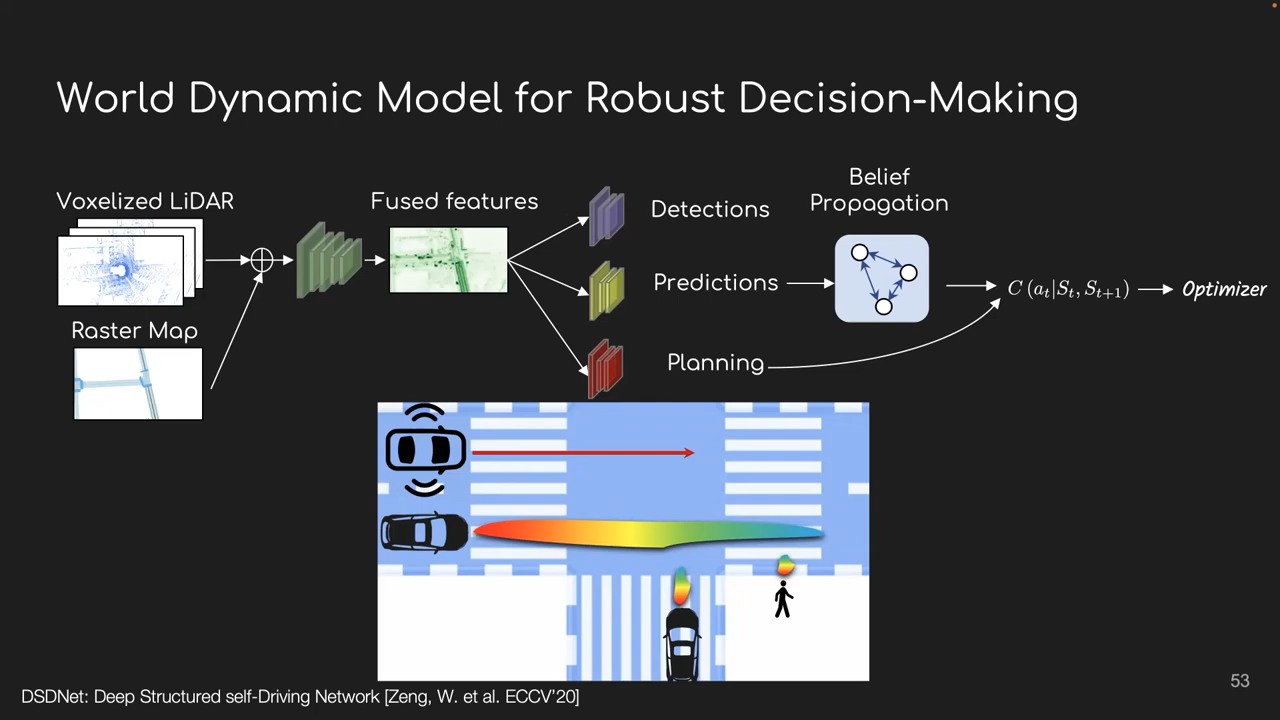 World Dynamic Model for Robust Decision-Making
Voxelized LiDAR
Raster Map
Fused features
Detections
Predictions
Planning
Belief
Propagation
C (a_t|S_t, S_{t+1})
Optimizer
DSDNet: Deep Structured self-Driving Network [Zeng, W. et al. ECCV'20]
53